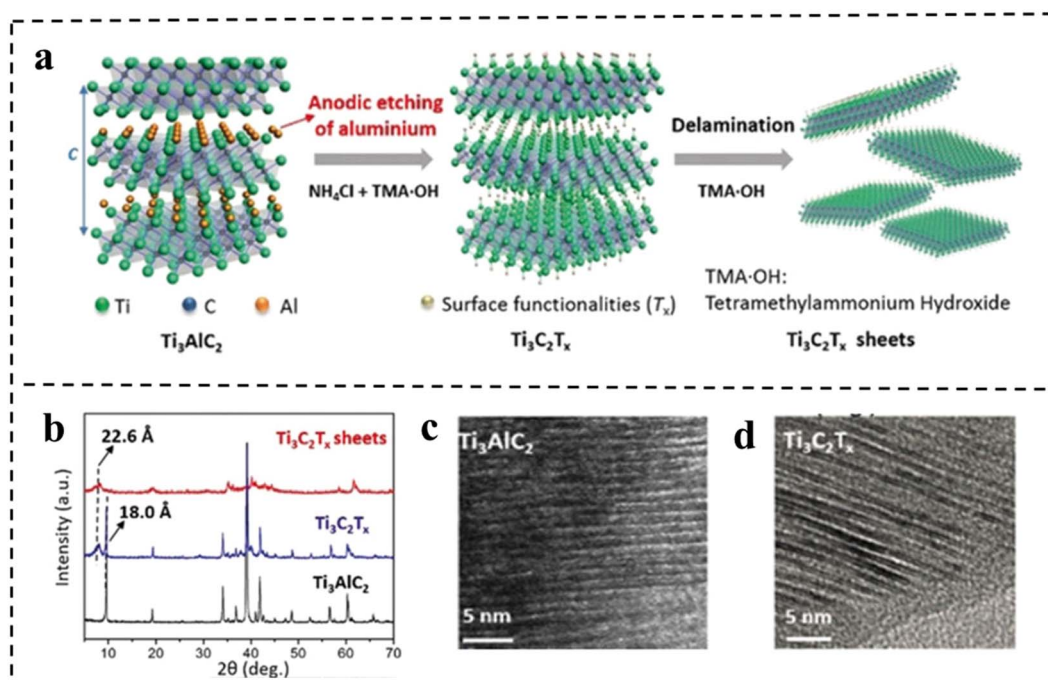 a
c
Anodic etching
of aluminium
NH₄Cl + TMA·OH
Delamination
TMA·OH
Ti
C
Al
Ti₃AlC₂
Surface functionalities (Tₓ)
Ti₃C₂Tₓ
TMA·OH:
Tetramethylammonium Hydroxide
Ti₃C₂Tₓ sheets
b
22.6 Å
Ti₃C₂Tₓ sheets
18.0 Å
Ti₃C₂Tₓ
Ti₃AlC₂
Intensity (a.u.)
10 20 30 40 50 60 70
2θ (deg.)
c
Ti₃AlC₂
5 nm
d
Ti₃C₂Tₓ
5 nm